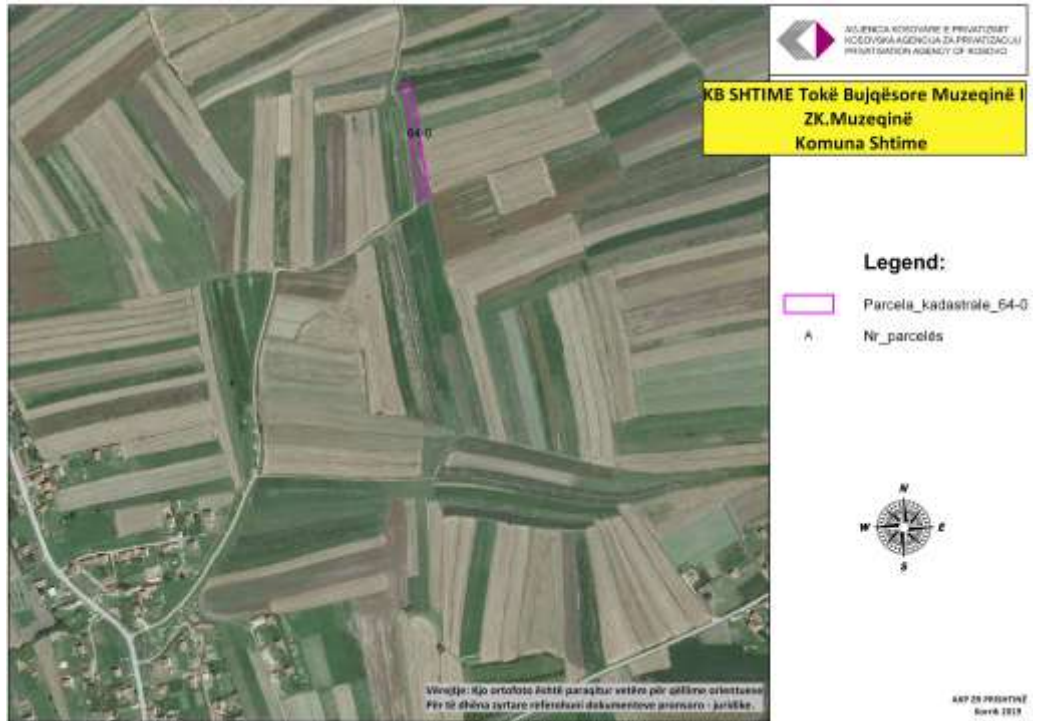 AGJENCIA KOSOVARE E PRIVATIZIMIT
KOSOVSKA AGENCIJA ZA PRIVATIZACIJU
PRIVATISATION AGENCY OF KOSOVO
KB SHTIME Tokë Bujqësore Muzeqinë I
ZK.Muzeqinë
Komuna Shtime
64-0
Legend:
Parcela_kadastrale_64-0
A Nr_parcelës
N
W E
S
Vërejtje: Kjo ortofoto është paraqitur vetëm për qëllime orientuese
Për të dhëna zyrtare referohuni dokumenteve pronsoro - juridike.
AKP ZR PRISHTINË
Korrik 2019